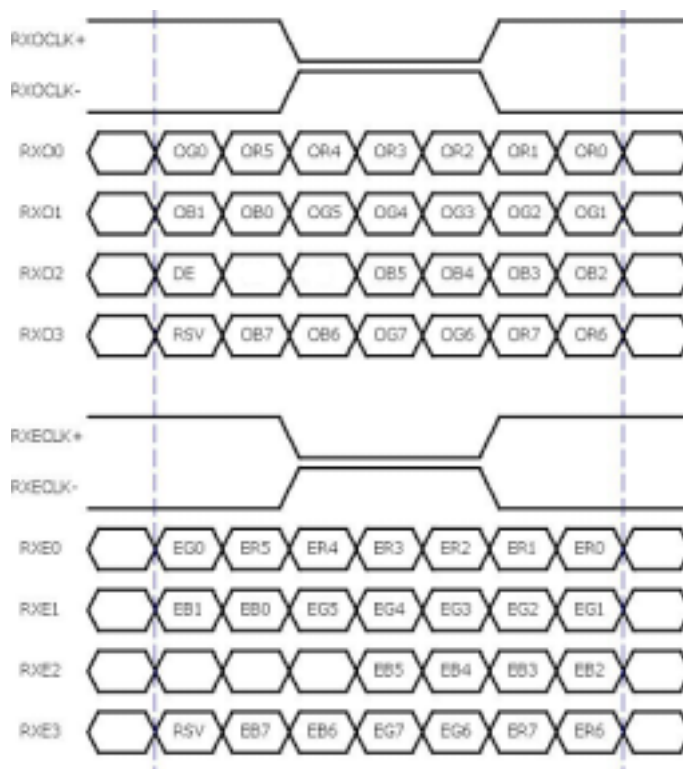 RXOCLK+
RXOCLK-
RXO0 OG0 OR5 OR4 OR3 OR2 OR1 OR0
RXO1 OB1 OB0 OG5 OG4 OG3 OG2 OG1
RXO2 DE OB5 OB4 OB3 OB2
RXO3 RSV OB7 OB6 OG7 OG6 OR7 OR6
RXECLK+
RXECLK-
RXE0 EG0 ER5 ER4 ER3 ER2 ER1 ER0
RXE1 EB1 EB0 EG5 EG4 EG3 EG2 EG1
RXE2 EB5 EB4 EB3 EB2
RXE3 RSV EB7 EB6 EG7 EG6 ER7 ER6